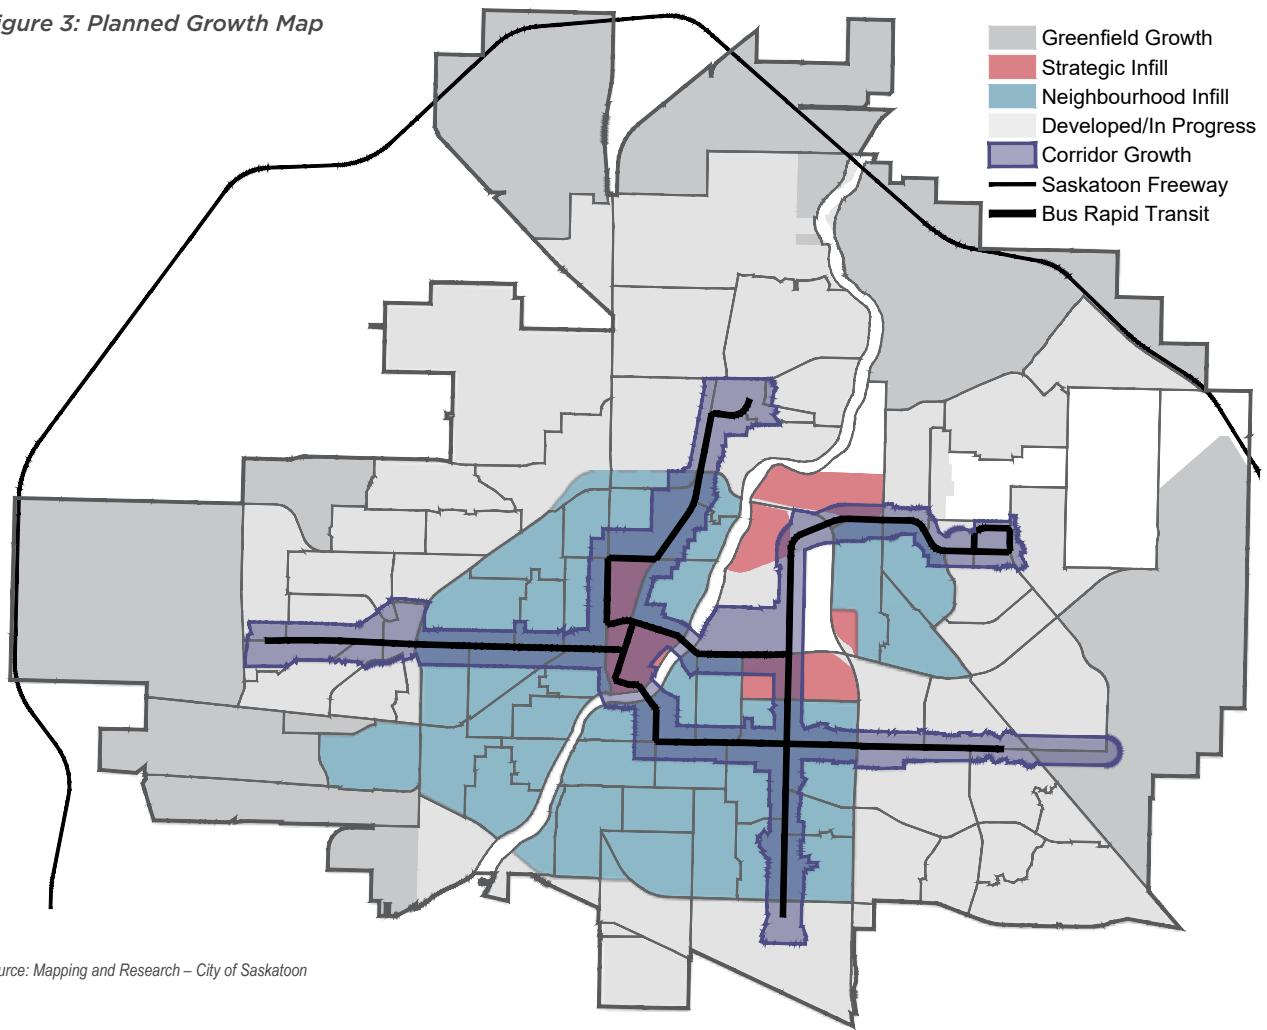 igure 3: Planned Growth Map
Greenfield Growth
Strategic Infill
Neighbourhood Infill
Developed/In Progress
Corridor Growth
Saskatoon Freeway
Bus Rapid Transit
urce: Mapping and Research – City of Saskatoon